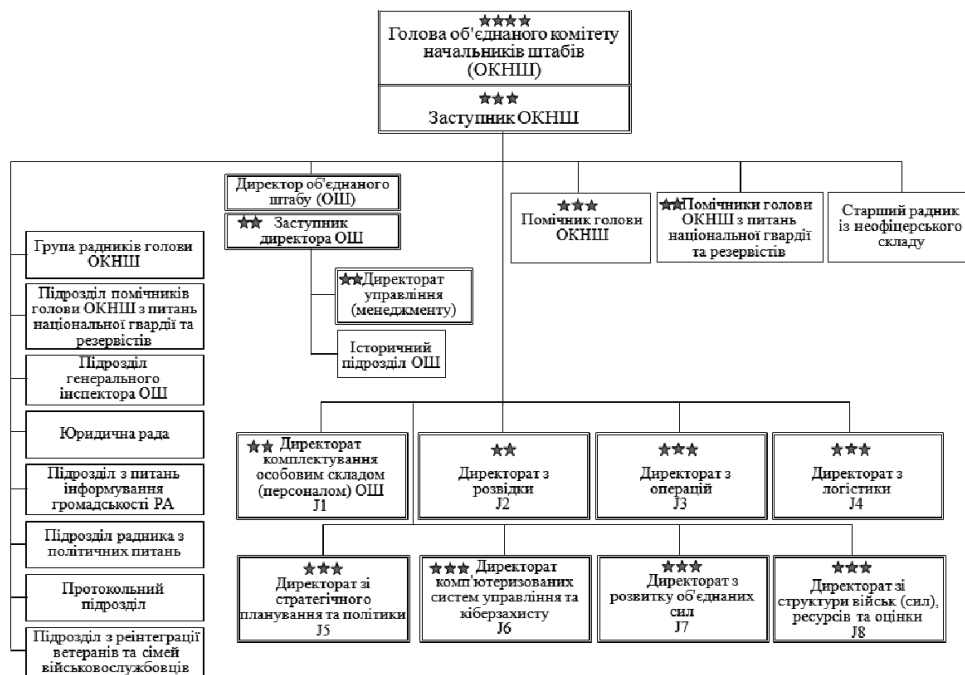 Голова об'єднаного комітету
начальників штабів
(ОКНШ)
Заступник ОКНШ
Директор об'єднаного
штабу (ОШ)
Заступник
директора ОШ
Директорат
управління
(менеджменту)
Історичний
підрозділ ОШ
Помічник голови
ОКНШ
Помічники голови
ОКНШ з питань
національної гвардії
та резервістів
Старший радник
із неофіцерського
складу
Група радників голови
ОКНШ
Підрозділ помічників
голови ОКНШ з питань
національної гвардії та
резервістів
Підрозділ
генерального
інспектора ОШ
Юридична рада
Підрозділ з питань
інформування
громадськості РА
Підрозділ радника з
політичних питань
Протокольний
підрозділ
Підрозділ з реінтеграції
ветеранів та сімей
військовослужбовців
Директорат
комплектування
особовим складом
(персоналом) ОШ
J1
Директорат з
розвідки
J2
Директорат з
операцій
J3
Директорат з
логістики
J4
Директорат зі
стратегічного
планування та політики
J5
Директорат
комп'ютеризованих
систем управління та
кіберзахисту
J6
Директорат з
розвитку об'єднаних
сил
J7
Директорат зі
структури військ (сил),
ресурсів та оцінки
J8